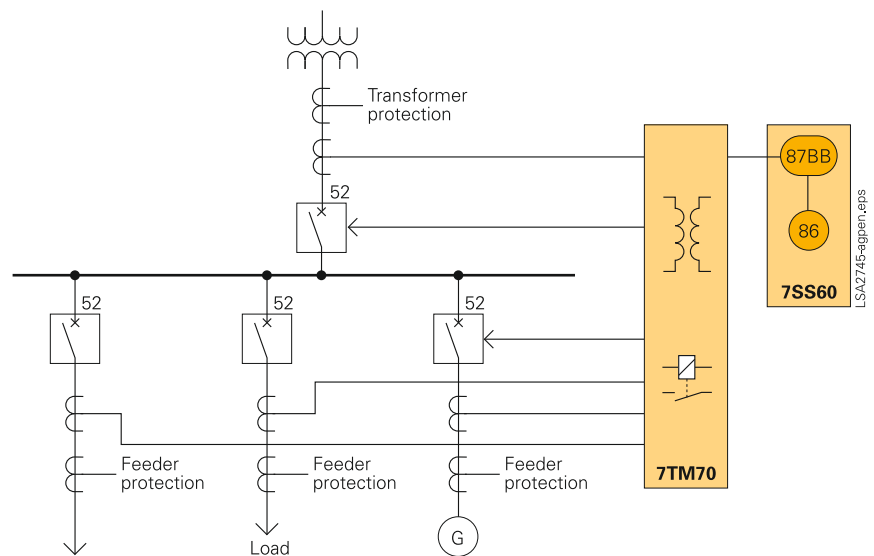 Transformer
protection
52
87BB
86
7SS60
LSA2745-agpen.eps
52
52
52
7TM70
Feeder
protection
Feeder
protection
Feeder
protection
Load
G